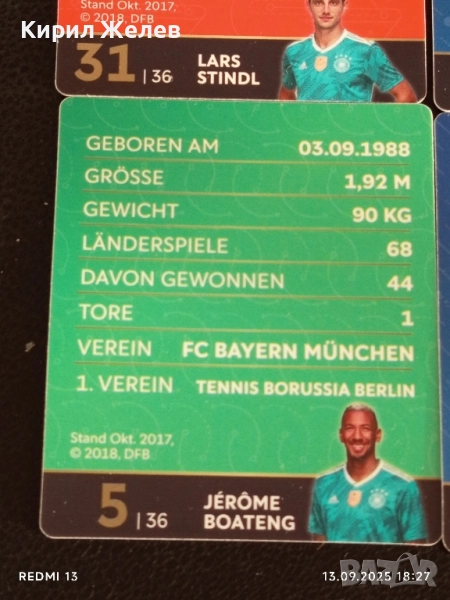 Stand Okt. 2017,
© 2018, DFB
Кирил Желев
31 | 36
LARS
STINDL
GEBOREN AM 03.09.1988
GRÖSSE 1,92 M
GEWICHT 90 KG
LÄNDERSPIELE 68
DAVON GEWONNEN 44
TORE 1
VEREIN FC BAYERN MÜNCHEN
1. VEREIN TENNIS BORUSSIA BERLIN
Stand Okt. 2017,
© 2018, DFB
5 | 36
JÉRÔME
BOATENG
REDMI 13
13.09.2025 18:27
BAZAR